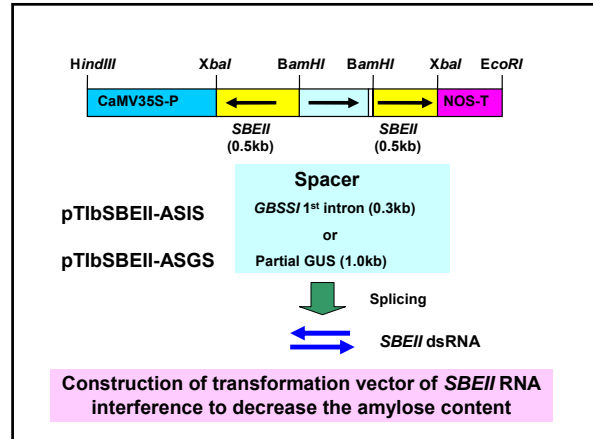 HindIII XbaI BamHI BamHI XbaI EcoRI
CaMV35S-P NOS-T
SBEII SBEII
(0.5kb) (0.5kb)
Spacer
pTIbSBEII-ASIS GBSSI 1st intron (0.3kb)
or
pTIbSBEII-ASGS Partial GUS (1.0kb)
Splicing
SBEII dsRNA
Construction of transformation vector of SBEII RNA
interference to decrease the amylose content